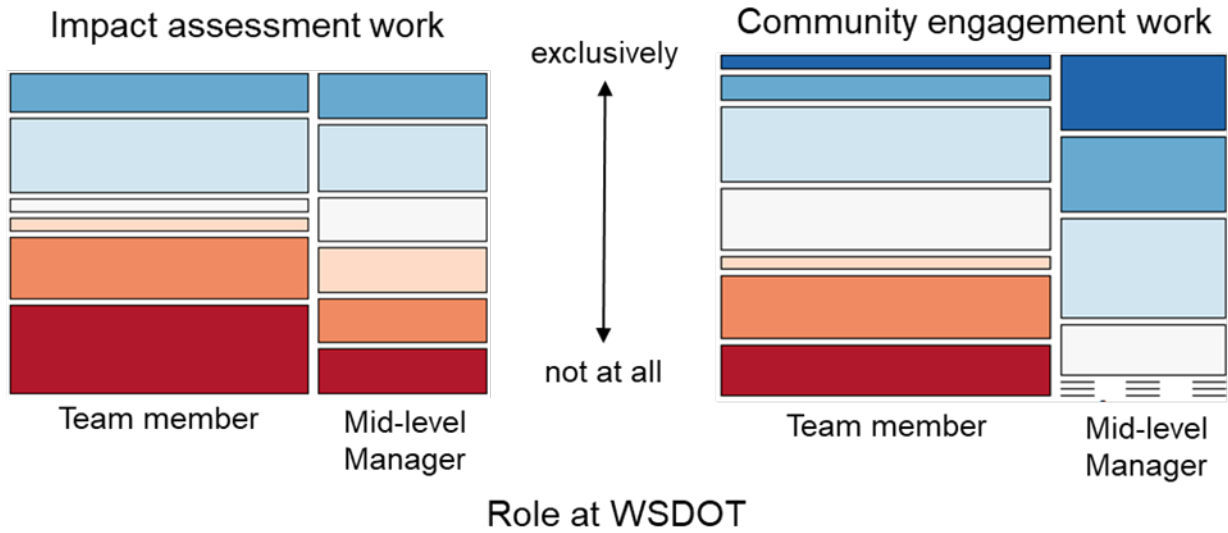 Impact assessment work
Community engagement work
exclusively
not at all
Team member
Mid-level
Manager
Team member
Mid-level
Manager
Role at WSDOT